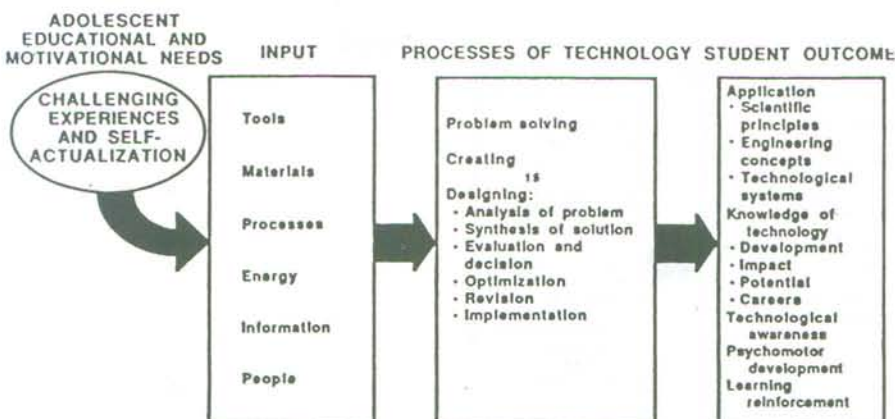 ADOLESCENT
EDUCATIONAL AND
MOTIVATIONAL NEEDS
CHALLENGING
EXPERIENCES
AND SELF-
ACTUALIZATION
INPUT
Tools
Materials
Processes
Energy
Information
People
PROCESSES OF TECHNOLOGY
Problem solving
Creating
is
Designing:
· Analysis of problem
· Synthesis of solution
· Evaluation and
decision
· Optimization
· Revision
· Implementation
STUDENT OUTCOME
Application
· Scientific
principles
· Engineering
concepts
· Technological
systems
Knowledge of
technology
· Development
· Impact
· Potential
· Careers
Technological
awareness
Psychomotor
development
Learning
reinforcement